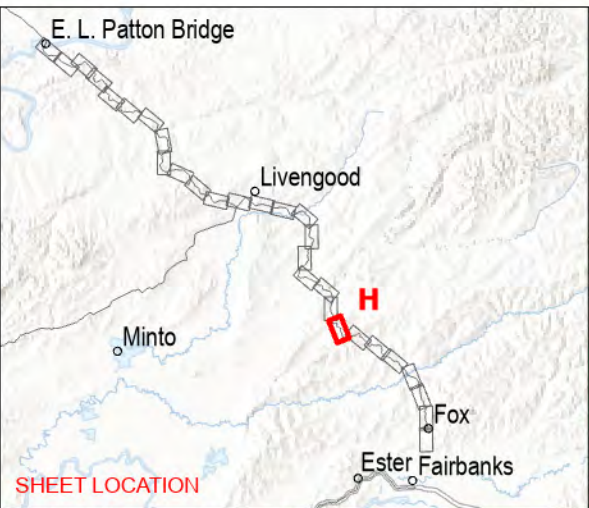 E. L. Patton Bridge
Livengood
H
Minto
Fox
Ester Fairbanks
SHEET LOCATION